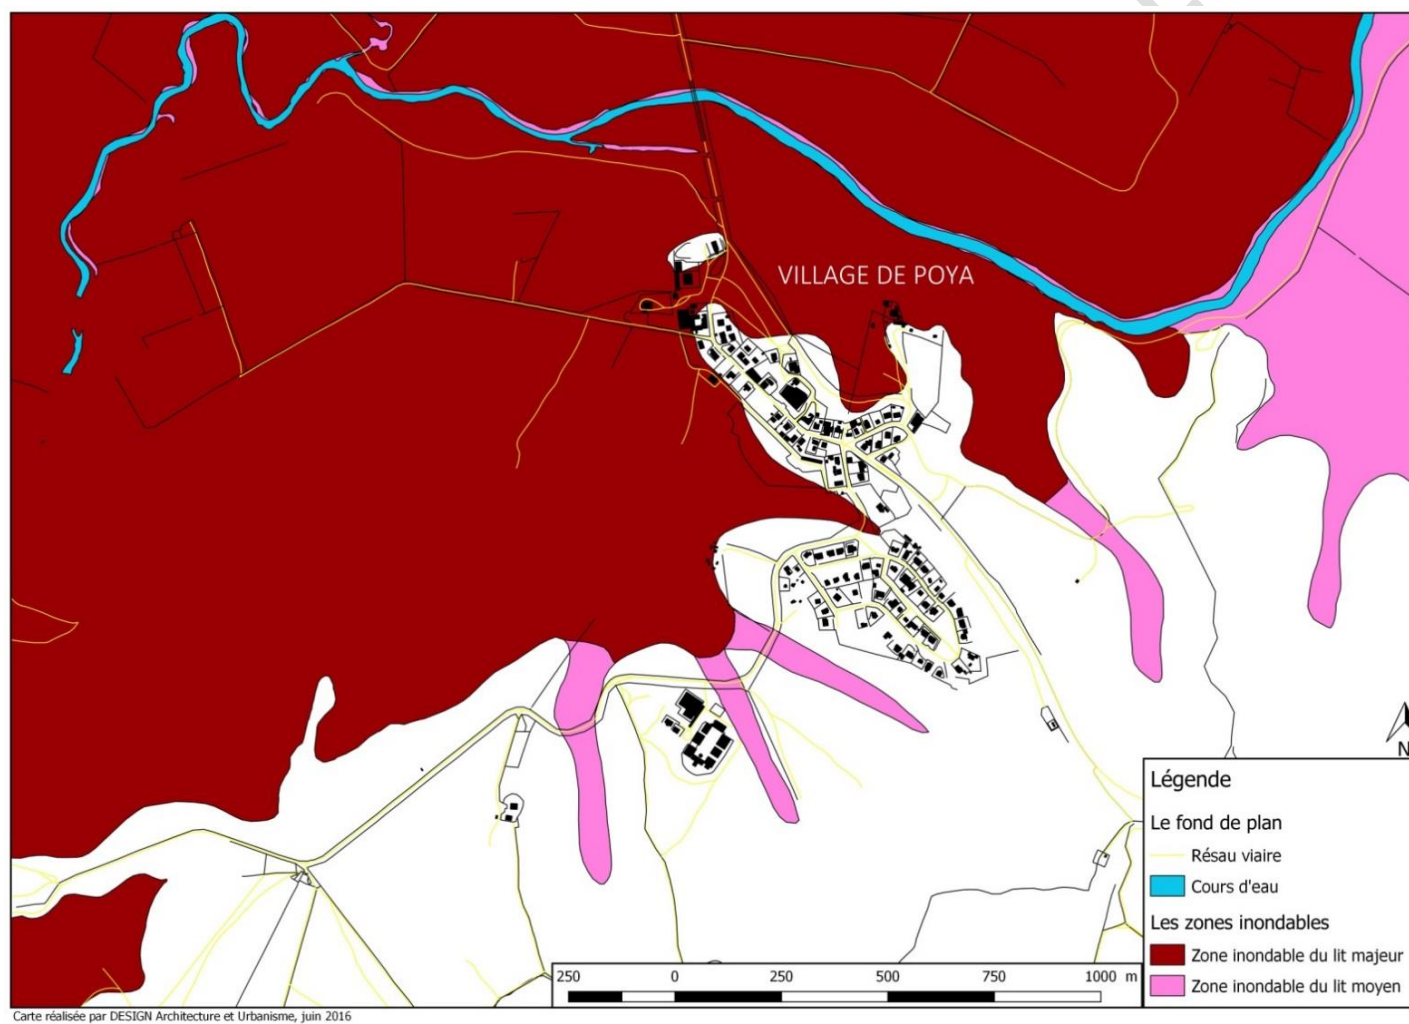 VILLAGE DE POYA
N
Légende
Le fond de plan
Résau viaire
Cours d'eau
Les zones inondables
Zone inondable du lit majeur
Zone inondable du lit moyen
250 0 250 500 750 1000 m
Carte réalisée par DESIGN Architecture et Urbanisme, juin 2016